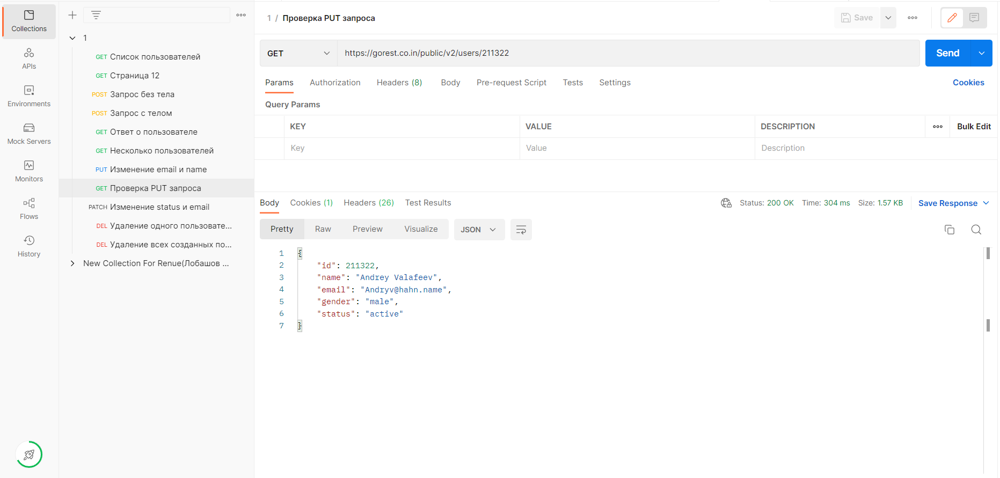 Collections
APIs
Environments
Mock Servers
Monitors
Flows
History
1
GET Список пользователей
GET Страница 12
POST Запрос без тела
POST Запрос с телом
GET Ответ о пользователе
GET Несколько пользователей
PUT Изменение email и name
GET Проверка PUT запроса
PATCH Изменение status и email
DEL Удаление одного пользовате...
DEL Удаление всех созданных по...
New Collection For Renue(Лобашов ...
1 / Проверка PUT запроса
Save
GET https://gorest.co.in/public/v2/users/211322 Send
Params Authorization Headers (8) Body Pre-request Script Tests Settings Cookies
Query Params
KEY VALUE DESCRIPTION Bulk Edit
Key Value Description
Body Cookies (1) Headers (26) Test Results Status: 200 OK Time: 304 ms Size: 1.57 KB Save Response
Pretty Raw Preview Visualize JSON
1 {
2 "id": 211322,
3 "name": "Andrey Valafeev",
4 "email": "Andryv@hahn.name",
5 "gender": "male",
6 "status": "active"
7 }